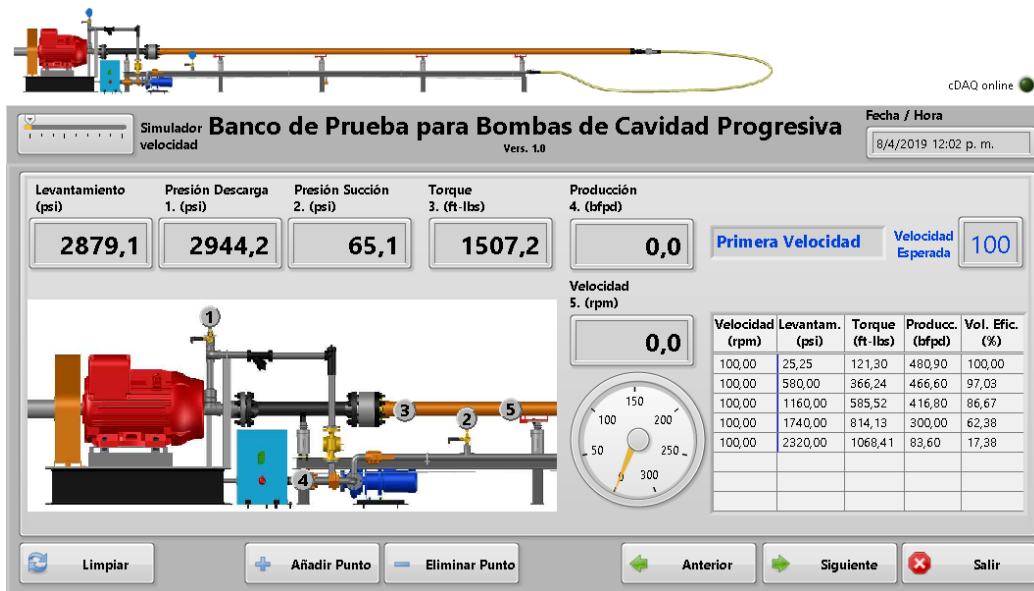 cDAQ online
Simulador
velocidad
Banco de Prueba para Bombas de Cavidad Progresiva
Vers. 1.0
Fecha / Hora
8/4/2019 12:02 p. m.
Levantamiento
(psi)
2879,1
Presión Descarga
1. (psi)
2944,2
Presión Succión
2. (psi)
65,1
Torque
3. (ft-lbs)
1507,2
Producción
4. (bfpd)
0,0
Primera Velocidad
Velocidad
Esperada
100
Velocidad
5. (rpm)
0,0
1
2
3
4
5
0
50
100
150
200
250
300
Velocidad (rpm) Levantam. (psi) Torque (ft-lbs) Producc. (bfpd) Vol. Efic. (%)
100,00 25,25 121,30 480,90 100,00
100,00 580,00 366,24 466,60 97,03
100,00 1160,00 585,52 416,80 86,67
100,00 1740,00 814,13 300,00 62,38
100,00 2320,00 1068,41 83,60 17,38
Limpiar
Añadir Punto
Eliminar Punto
Anterior
Siguiente
Salir